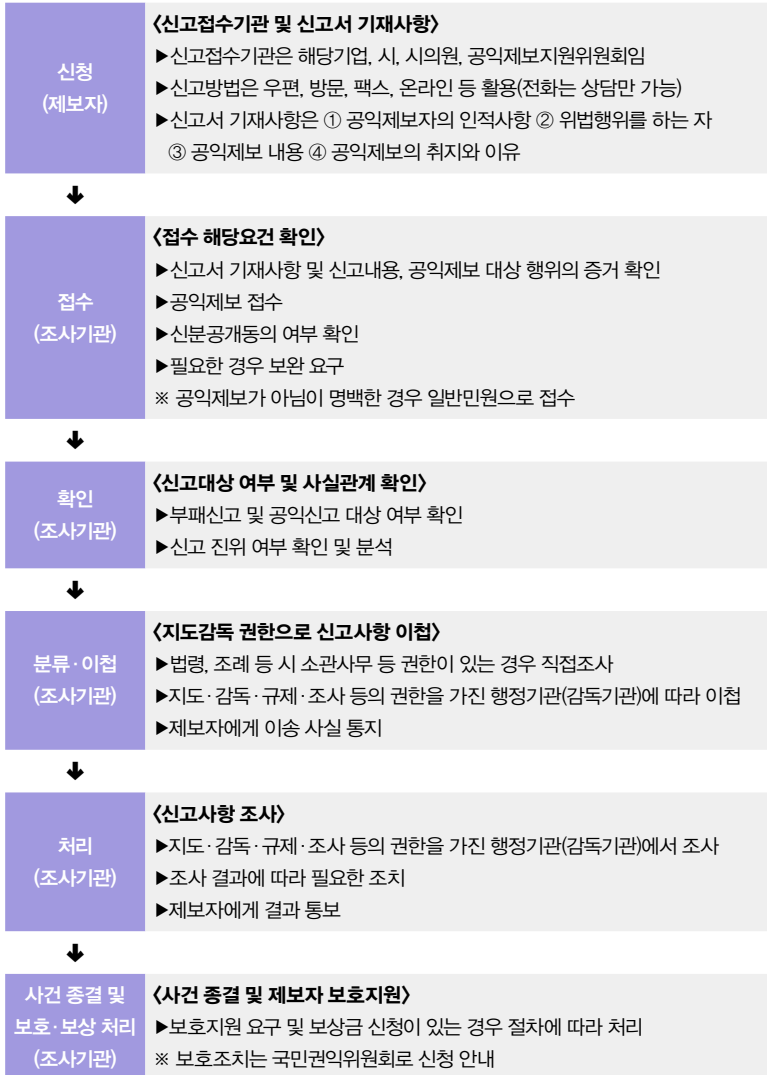 신청
(제보자)
〈신고접수기관 및 신고서 기재사항〉
▶신고접수기관은 해당기업, 시, 시의원, 공익제보지원위원회임
▶신고방법은 우편, 방문, 팩스, 온라인 등 활용(전화는 상담만 가능)
▶신고서 기재사항은 ① 공익제보자의 인적사항 ② 위법행위를 하는 자
③ 공익제보 내용 ④ 공익제보의 취지와 이유
접수
(조사기관)
〈접수 해당요건 확인〉
▶신고서 기재사항 및 신고내용, 공익제보 대상 행위의 증거 확인
▶공익제보 접수
▶신분공개동의 여부 확인
▶필요한 경우 보완 요구
※ 공익제보가 아님이 명백한 경우 일반민원으로 접수
확인
(조사기관)
〈신고대상 여부 및 사실관계 확인〉
▶부패신고 및 공익신고 대상 여부 확인
▶신고 진위 여부 확인 및 분석
분류·이첩
(조사기관)
〈지도감독 권한으로 신고사항 이첩〉
▶법령, 조례 등 시 소관사무 등 권한이 있는 경우 직접조사
▶지도·감독·규제·조사 등의 권한을 가진 행정기관(감독기관)에 따라 이첩
▶제보자에게 이송 사실 통지
처리
(조사기관)
〈신고사항 조사〉
▶지도·감독·규제·조사 등의 권한을 가진 행정기관(감독기관)에서 조사
▶조사 결과에 따라 필요한 조치
▶제보자에게 결과 통보
사건 종결 및
보호·보상 처리
(조사기관)
〈사건 종결 및 제보자 보호지원〉
▶보호지원 요구 및 보상금 신청이 있는 경우 절차에 따라 처리
※ 보호조치는 국민권익위원회로 신청 안내